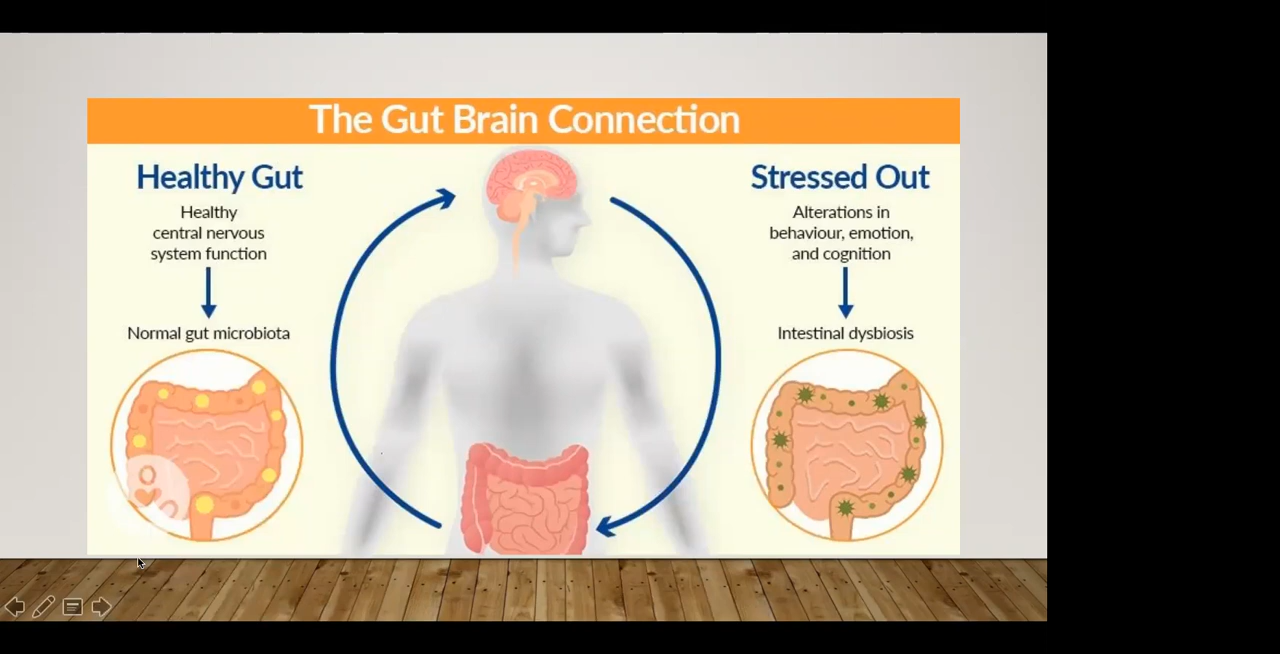 The Gut Brain Connection
Healthy Gut
Healthy
central nervous
system function
Normal gut microbiota
Stressed Out
Alterations in
behaviour, emotion,
and cognition
Intestinal dysbiosis